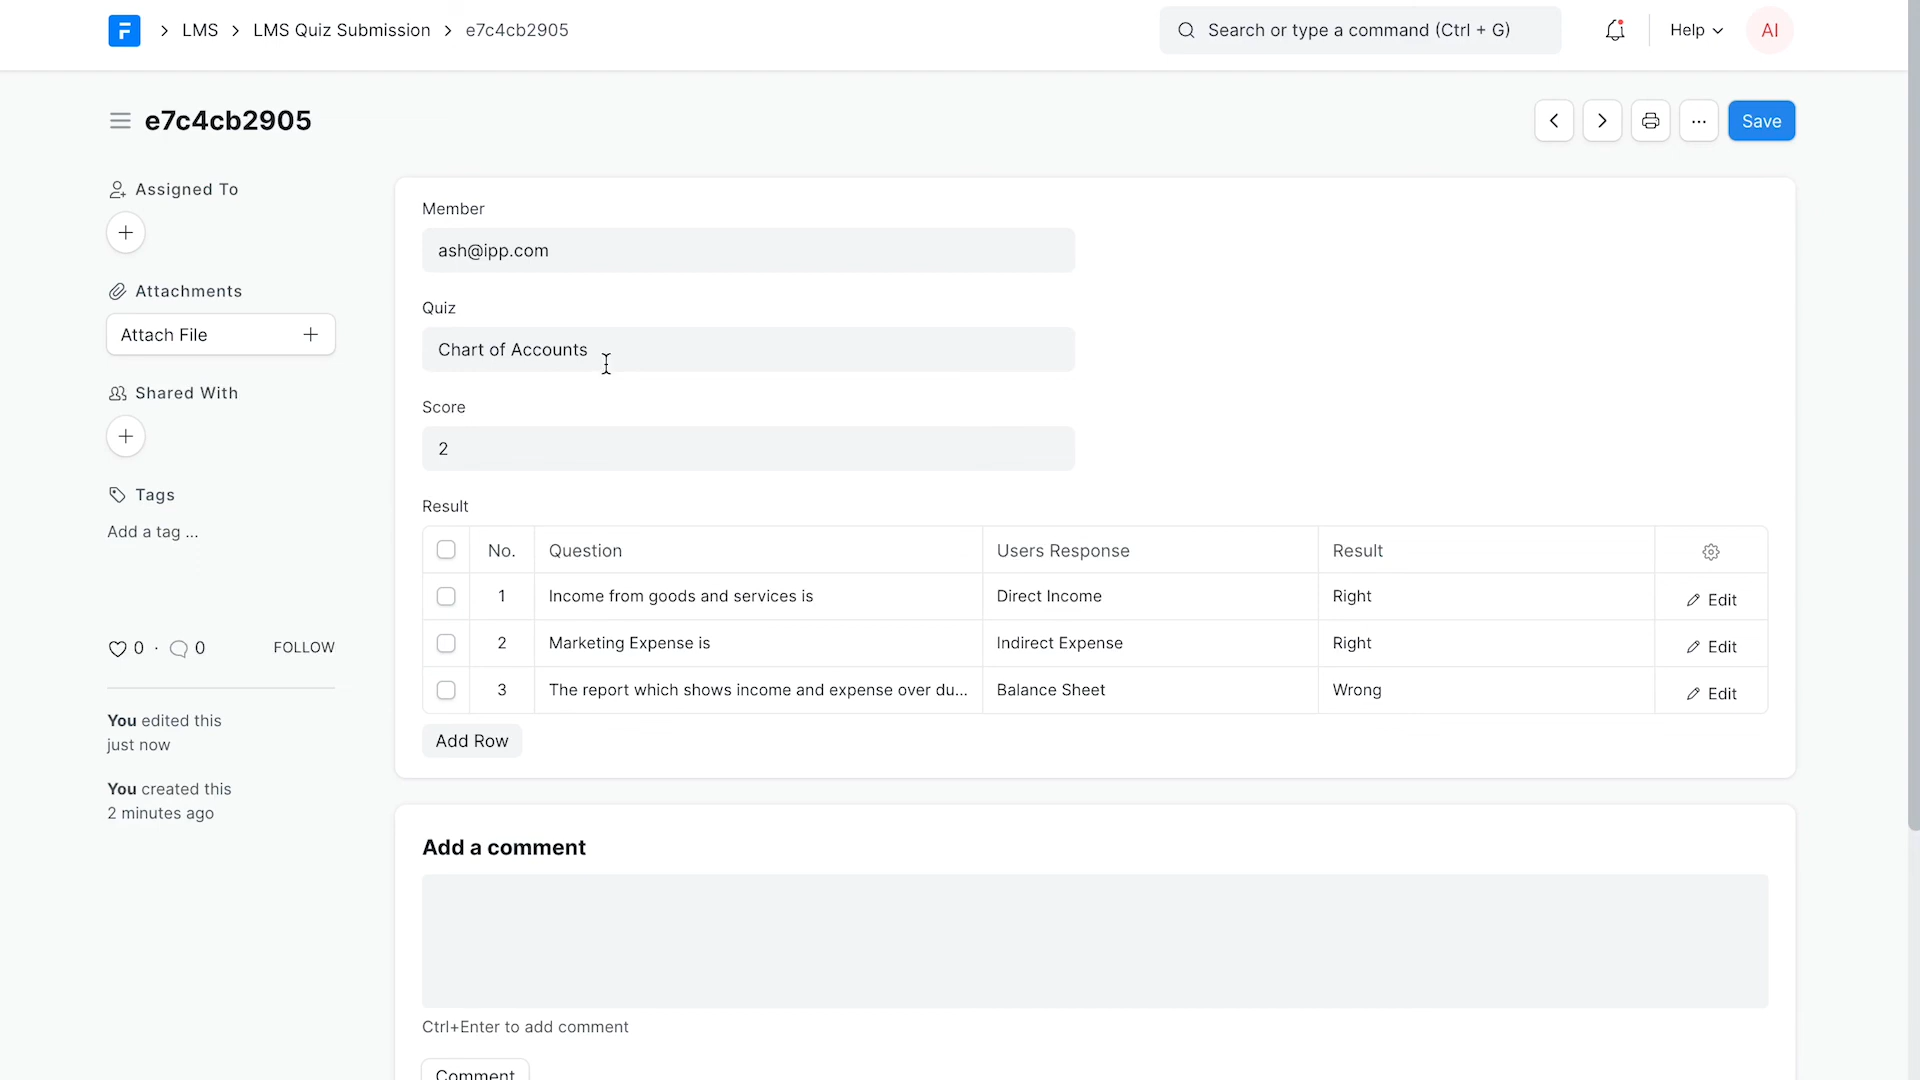 LMS LMS Quiz Submission e7c4cb2905 Search or type a command (Ctrl + G) Help AI
e7c4cb2905 Save
Assigned To
Attachments
Attach File
Shared With
Tags
Add a tag ...
0 · 0 FOLLOW
You edited this
just now
You created this
2 minutes ago
Member
ash@ipp.com
Quiz
Chart of Accounts
Score
2
Result
No. Question Users Response Result
1 Income from goods and services is Direct Income Right Edit
2 Marketing Expense is Indirect Expense Right Edit
3 The report which shows income and expense over du... Balance Sheet Wrong Edit
Add Row
Add a comment
Ctrl+Enter to add comment
Comment